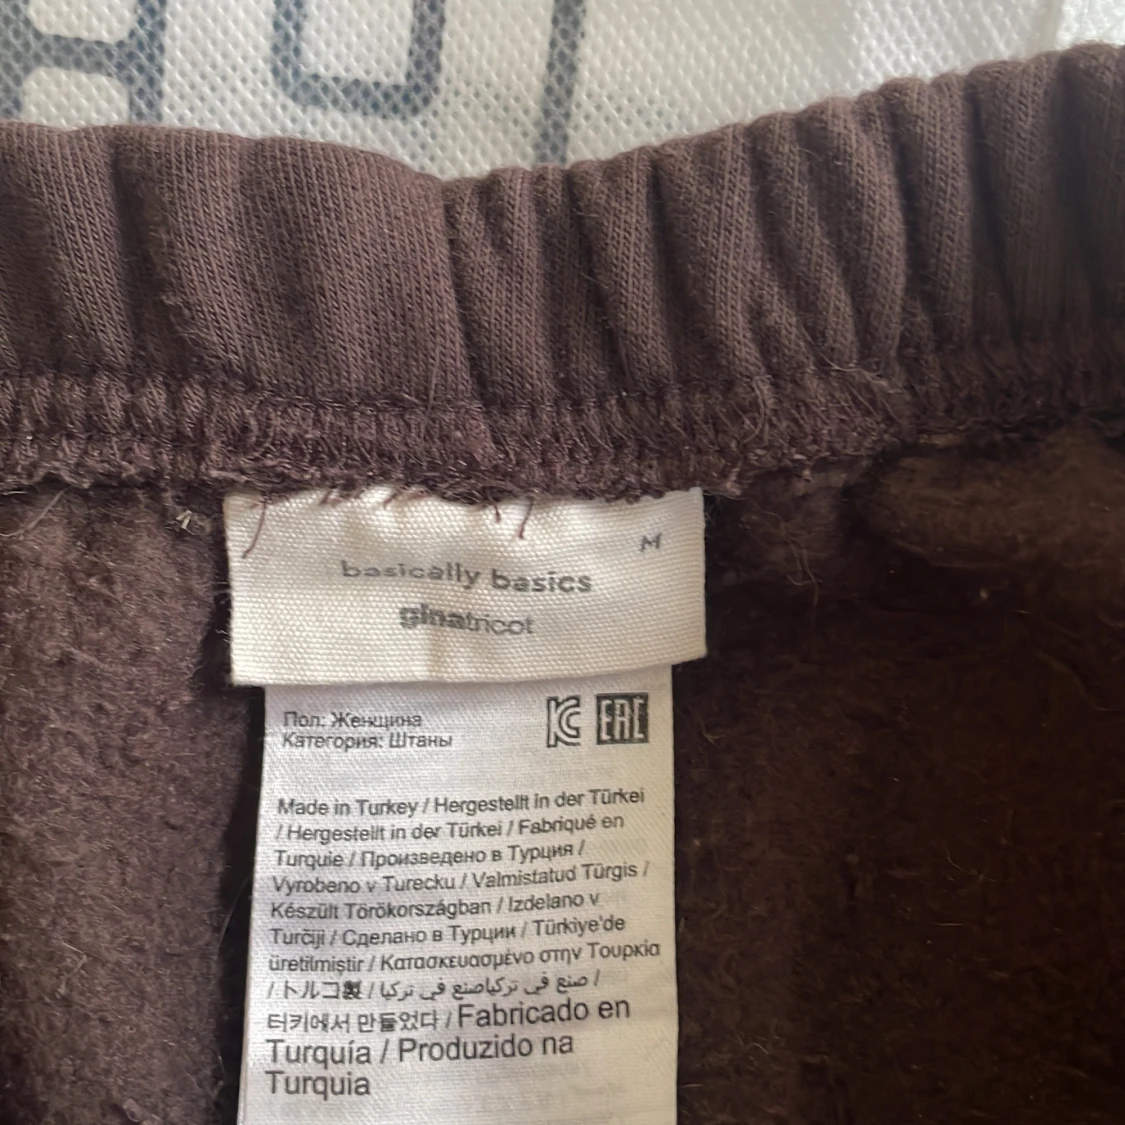 M
basically basics
ginatricot
Пол: Женщина
Категория: Штаны
EAC
Made in Turkey / Hergestellt in der Türkei
/ Hergestellt in der Türkei / Fabriqué en
Turquie / Произведено в Турция /
Vyrobeno v Turecku / Valmistatud Türgis /
Készült Törökországban / Izdelano v
Turčiji / Сделано в Турции / Türkiye'de
üretilmiştir / Κατασκευασμένο στην Τουρκία
/ トルコ製 / صنع في تركياصنع في تركيا /
터키에서 만들었다 / Fabricado en
Turquía / Produzido na
Turquia